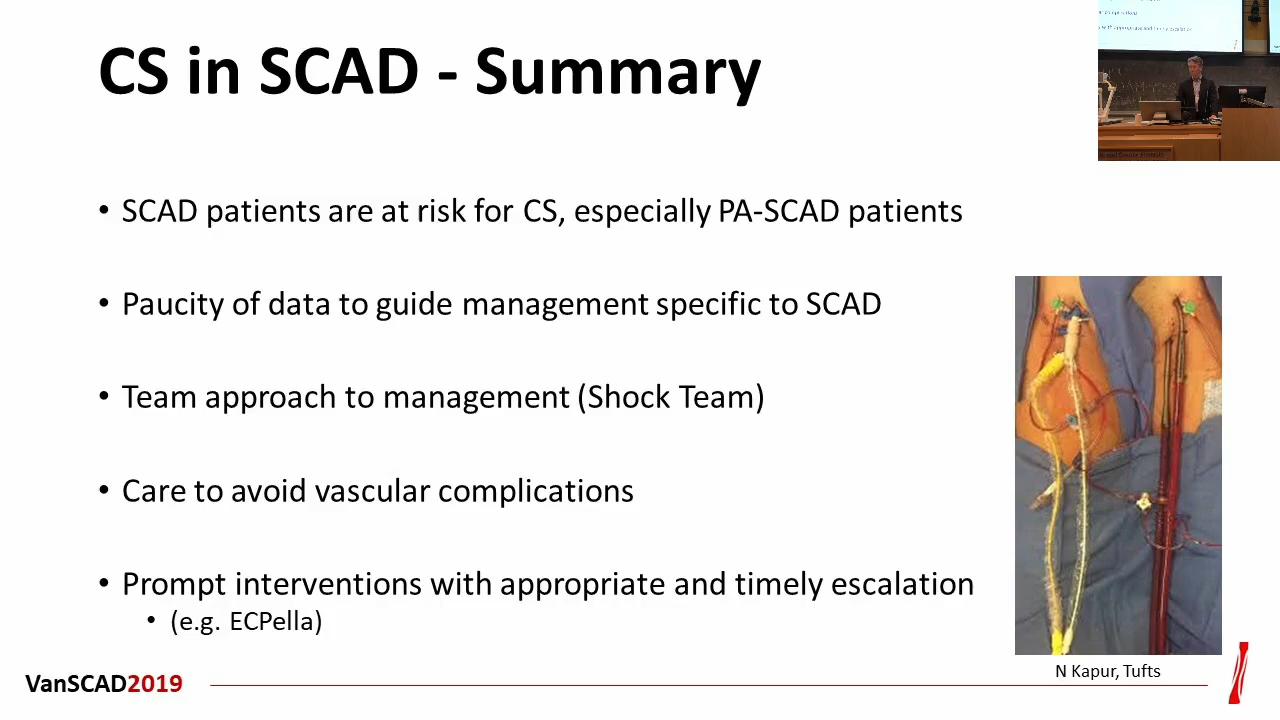 CS in SCAD - Summary
• SCAD patients are at risk for CS, especially PA-SCAD patients
• Paucity of data to guide management specific to SCAD
• Team approach to management (Shock Team)
• Care to avoid vascular complications
• Prompt interventions with appropriate and timely escalation
• (e.g. ECPella)
N Kapur, Tufts
VanSCAD2019